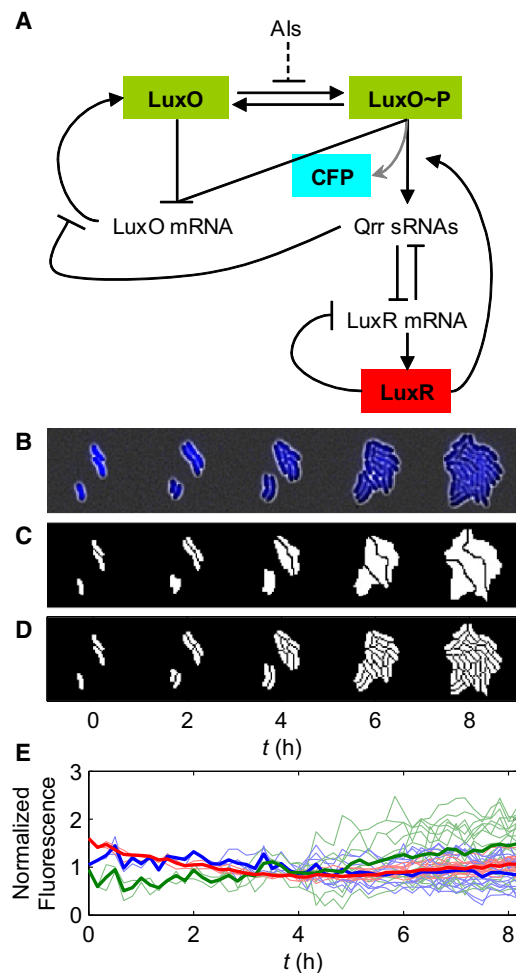 A
AIs
LuxO
LuxO~P
CFP
LuxO mRNA
Qrr sRNAs
LuxR mRNA
LuxR
B
C
D
0 2 4 6 8
t (h)
E
Normalized
Fluorescence
3
2
1
0
0 2 4 6 8
t (h)